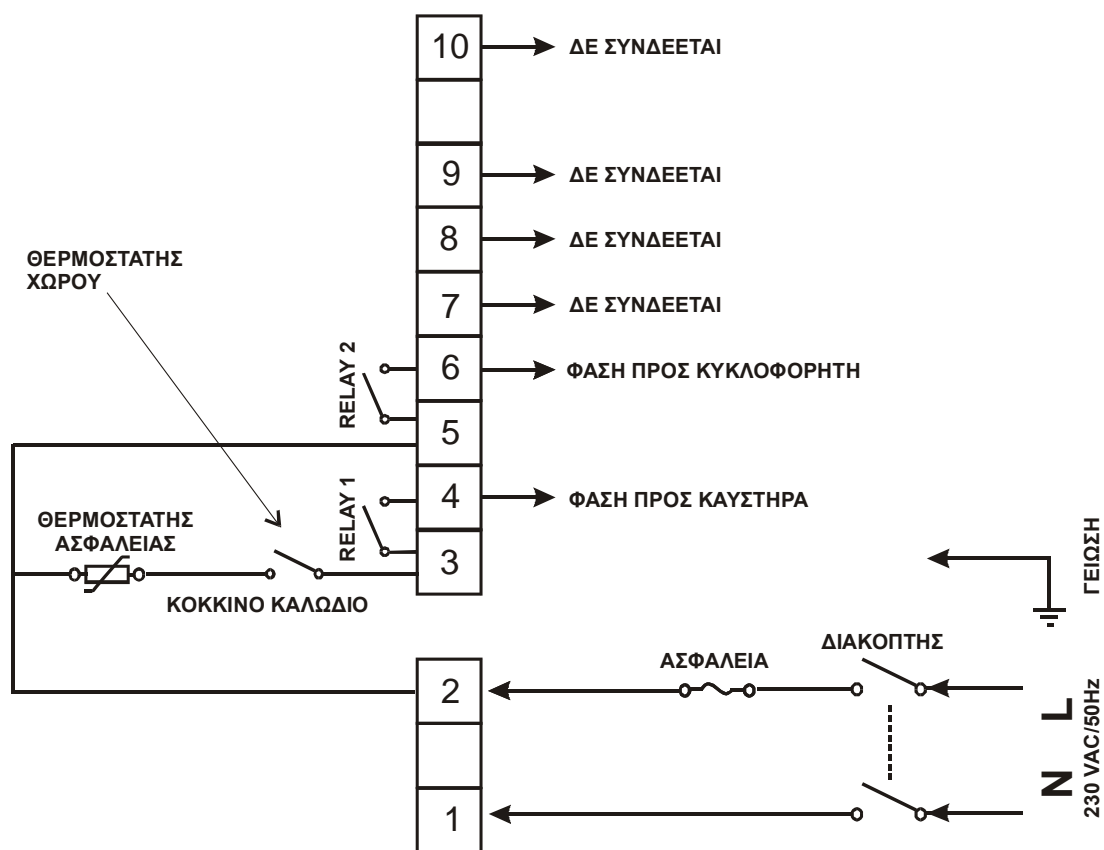 10 ΔΕ ΣΥΝΔΕΕΤΑΙ
9 ΔΕ ΣΥΝΔΕΕΤΑΙ
8 ΔΕ ΣΥΝΔΕΕΤΑΙ
ΘΕΡΜΟΣΤΑΤΗΣ
ΧΩΡΟΥ
7 ΔΕ ΣΥΝΔΕΕΤΑΙ
RELAY 2
6 ΦΑΣΗ ΠΡΟΣ ΚΥΚΛΟΦΟΡΗΤΗ
5
RELAY 1
4 ΦΑΣΗ ΠΡΟΣ ΚΑΥΣΤΗΡΑ
ΘΕΡΜΟΣΤΑΤΗΣ
ΑΣΦΑΛΕΙΑΣ
3
ΚΟΚΚΙΝΟ ΚΑΛΩΔΙΟ
ΓΕΙΩΣΗ
ΔΙΑΚΟΠΤΗΣ
ΑΣΦΑΛΕΙΑ
2
N L
230 VAC/50Hz
1